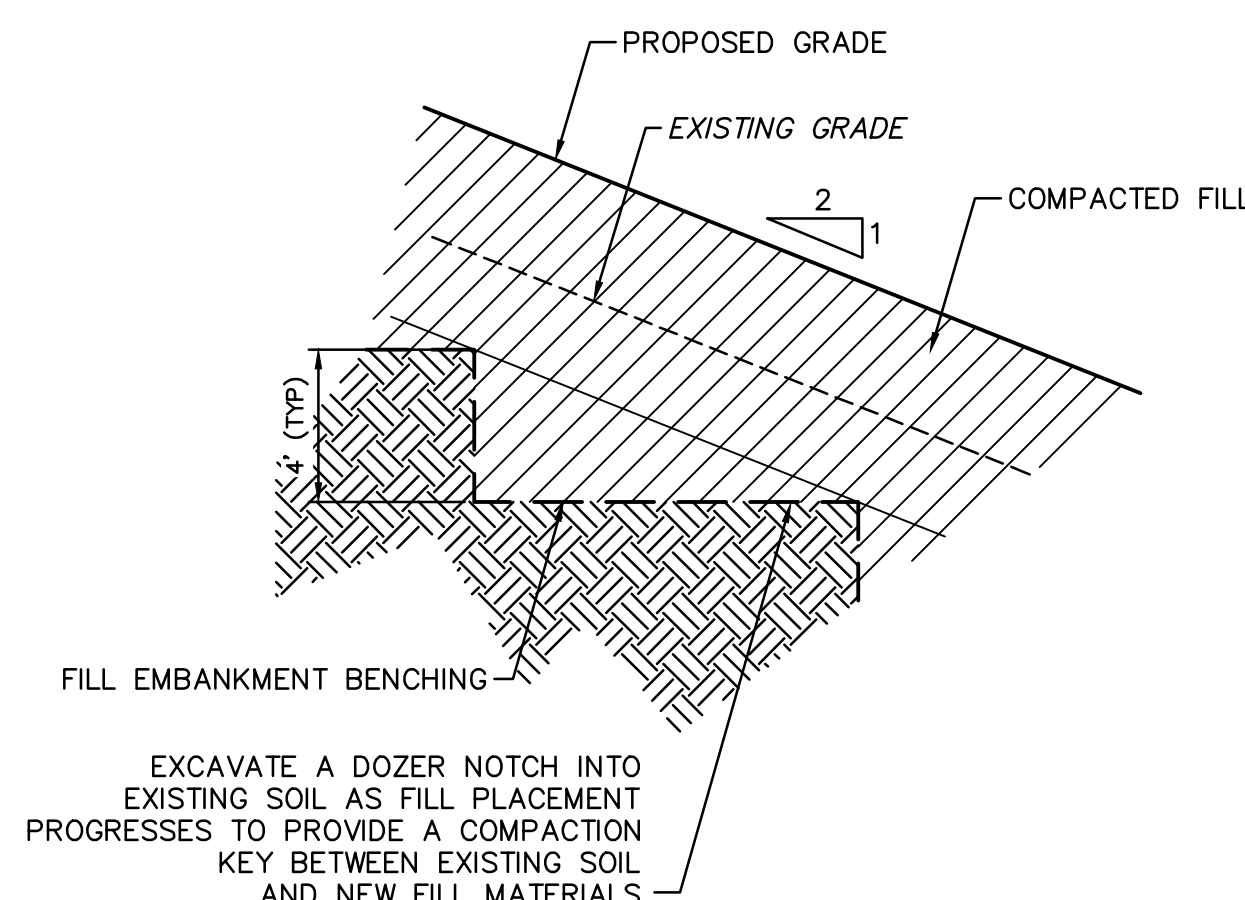 PROPOSED GRADE
EXISTING GRADE
2
1
COMPACTED FILL
4' (TYP)
FILL EMBANKMENT BENCHING
EXCAVATE A DOZER NOTCH INTO
EXISTING SOIL AS FILL PLACEMENT
PROGRESSES TO PROVIDE A COMPACTION
KEY BETWEEN EXISTING SOIL
AND NEW FILL MATERIALS